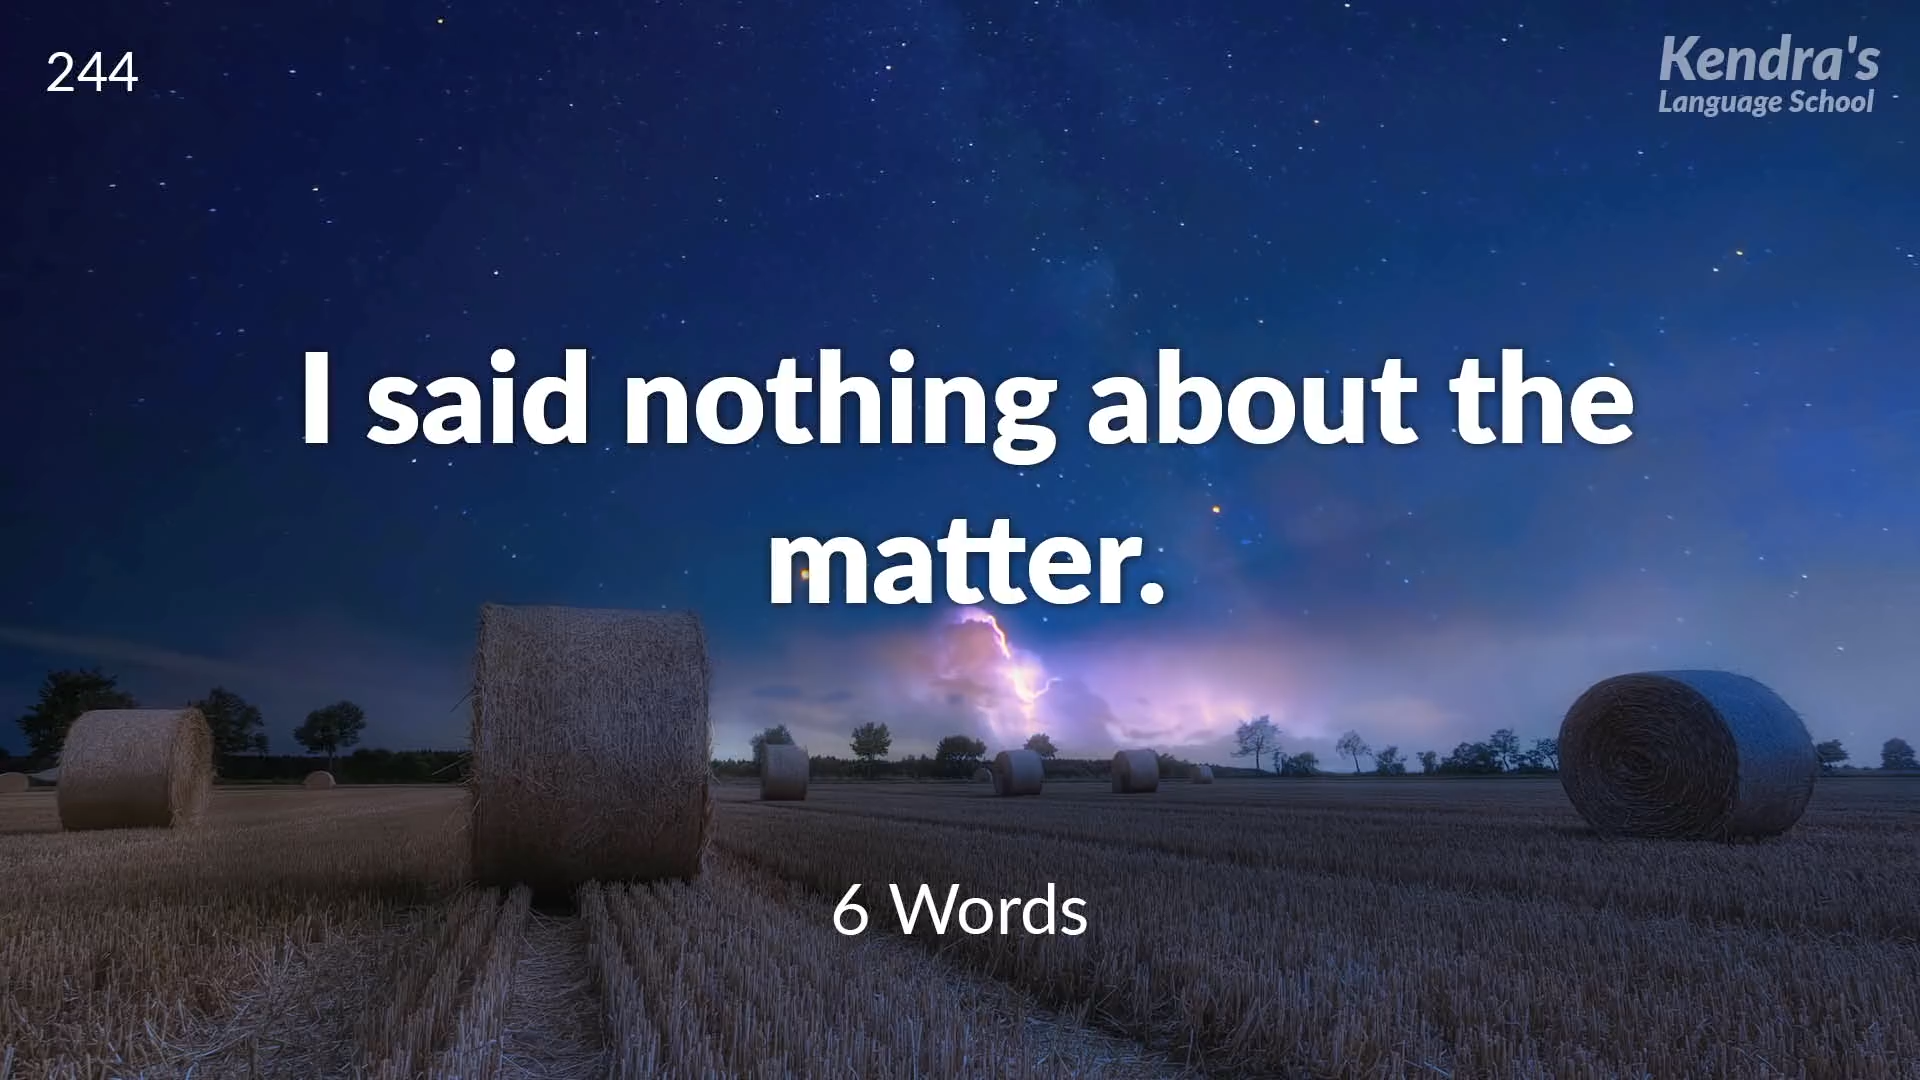 244
Kendra's
Language School
I said nothing about the
matter.
6 Words